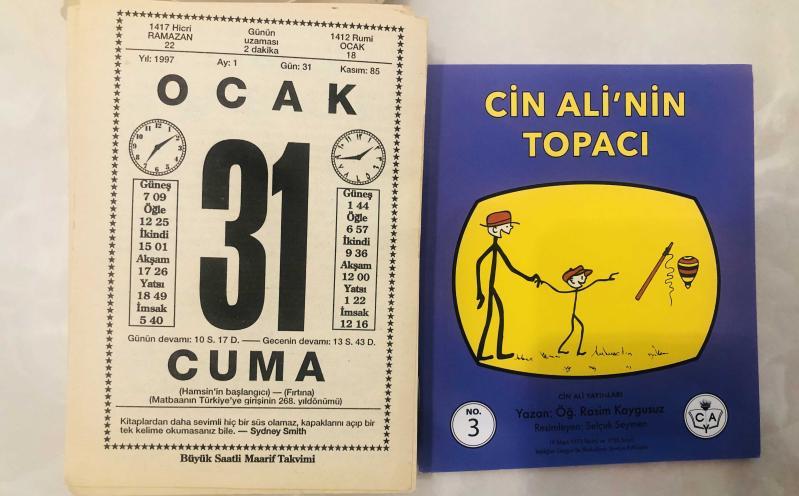 1417 Hicri
RAMAZAN
22
Günün
uzaması
2 dakika
1412 Rumi
OCAK
18
Yıl: 1997 Ay: 1 Gün: 31 Kasım: 85
OCAK
31
Güneş
7 09
Öğle
12 25
İkindi
15 01
Akşam
17 26
Yatsı
18 49
İmsak
5 40
Güneş
1 44
Öğle
6 57
İkindi
9 36
Akşam
12 00
Yatsı
1 22
İmsak
12 16
Günün devamı: 10 S. 17 D. — Gecenin devamı: 13 S. 43 D.
CUMA
(Hamsin'in başlangıcı) — (Fırtına)
(Matbaanın Türkiye'ye girişinin 268. yıldönümü)
Kitaplardan daha sevimli hiç bir süs olamaz, kapaklarını açıp bir
tek kelime okumasanız bile. — Sydney Smith
Büyük Saatli Maarif Takvimi
CİN ALİ'NİN
TOPACI
CİN ALİ YAYINLARI
NO.
3
Yazan: Öğ. Rasim Kaygusuz
Resimleyen: Selçuk Seymen
C A